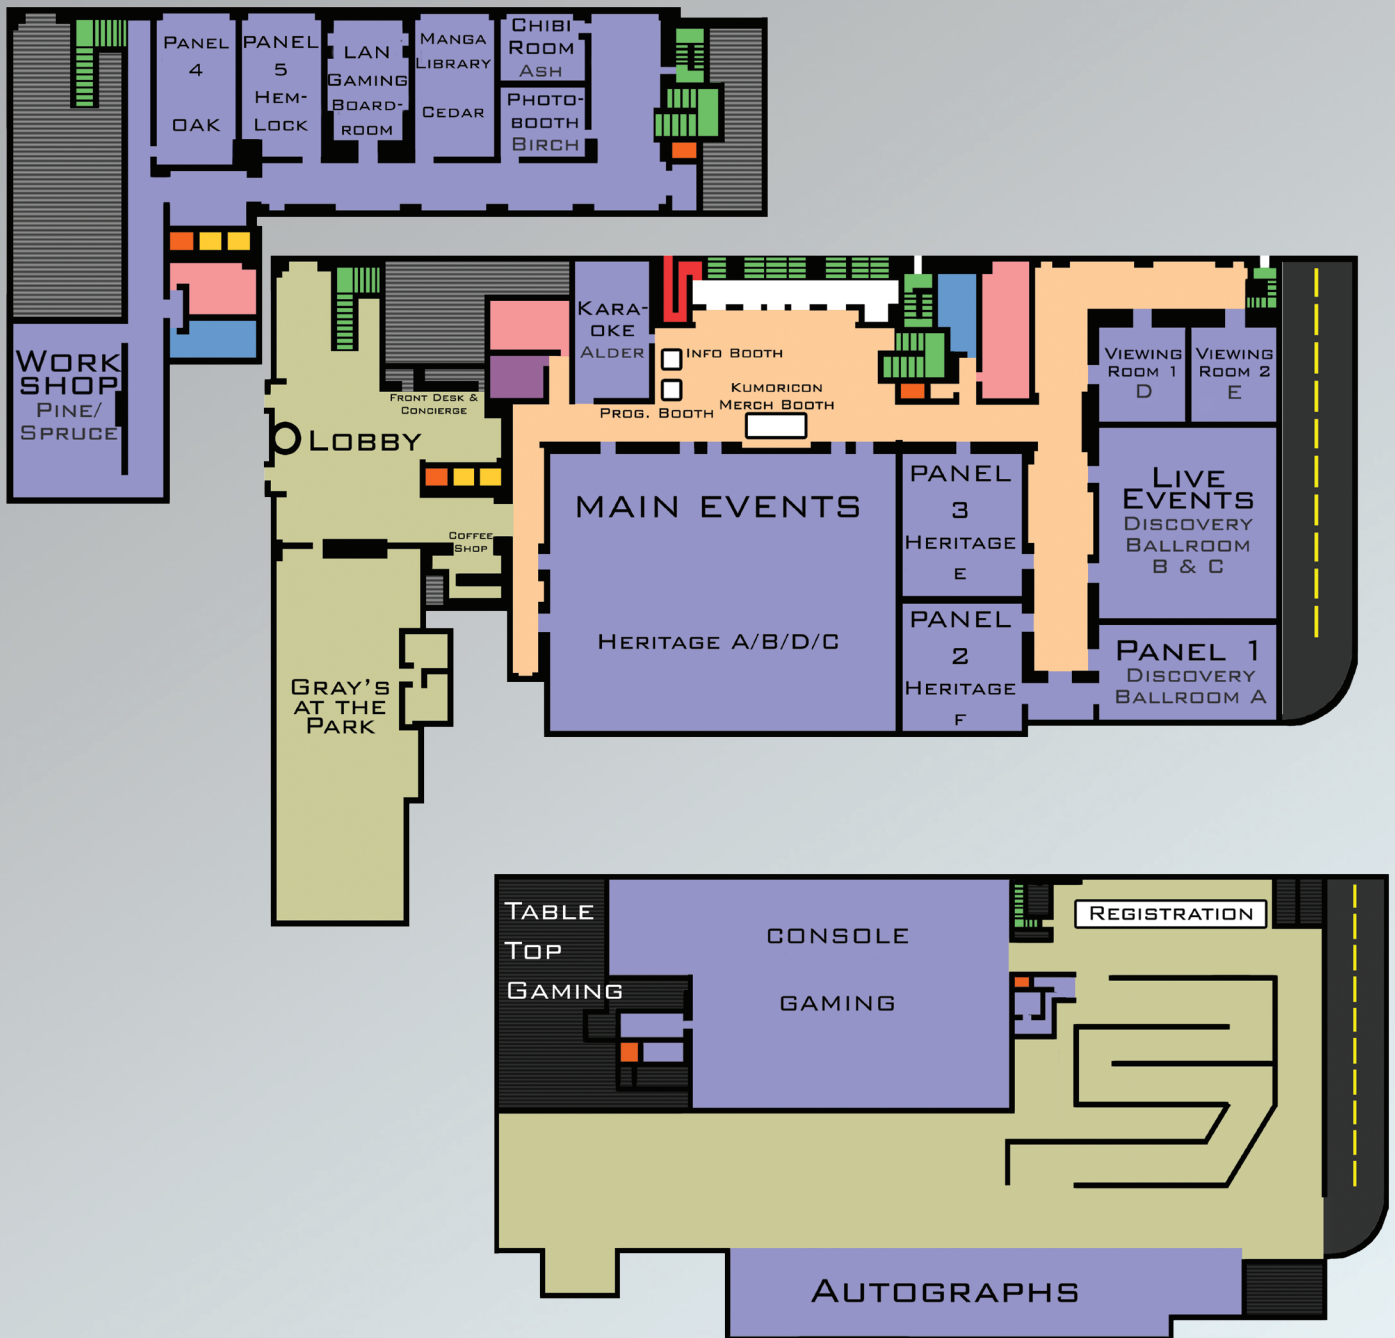 PANEL
4
OAK
PANEL
5
HEM-
LOCK
LAN
GAMING
BOARD-
ROOM
MANGA
LIBRARY
CEDAR
CHIBI
ROOM
ASH
PHOTO-
BOOTH
BIRCH
WORK
SHOP
PINE/
SPRUCE
FRONT DESK &
CONCIERGE
LOBBY
COFFEE
SHOP
GRAY'S
AT THE
PARK
KARA-
OKE
ALDER
INFO BOOTH
PROG. BOOTH
KUMORICON
MERCH BOOTH
MAIN EVENTS
HERITAGE A/B/D/C
PANEL
3
HERITAGE
E
PANEL
2
HERITAGE
F
VIEWING
ROOM 1
D
VIEWING
ROOM 2
E
LIVE
EVENTS
DISCOVERY
BALLROOM
B & C
PANEL 1
DISCOVERY
BALLROOM A
TABLE
TOP
GAMING
CONSOLE
GAMING
REGISTRATION
AUTOGRAPHS